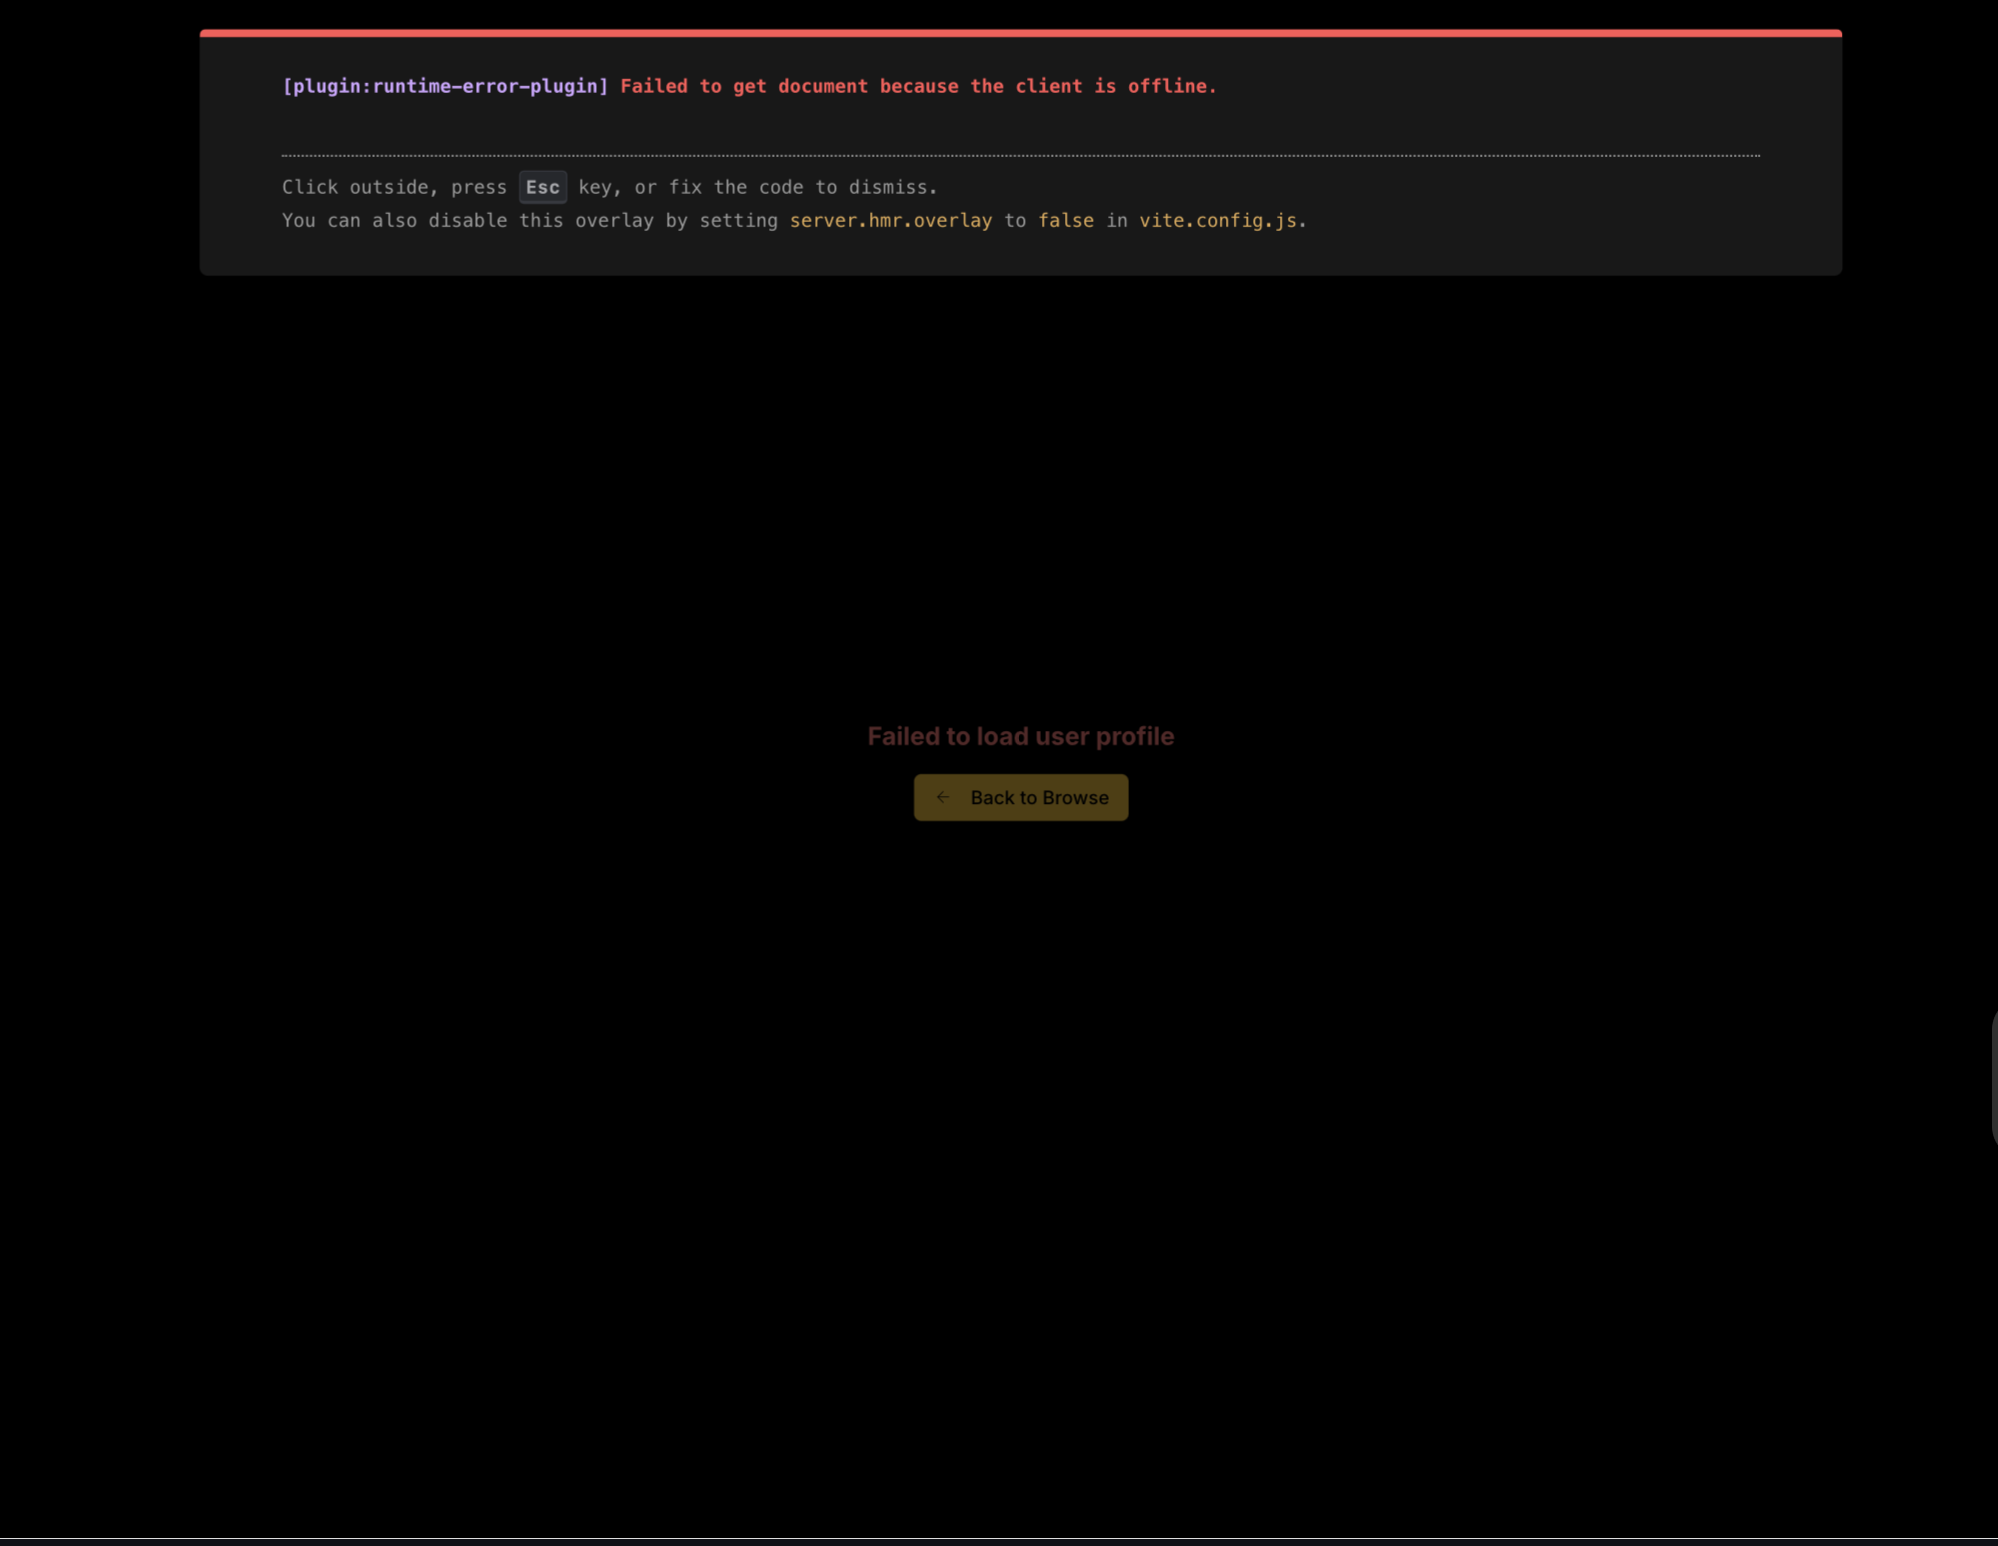 [plugin:runtime-error-plugin] Failed to get document because the client is offline.
Click outside, press Esc key, or fix the code to dismiss.
You can also disable this overlay by setting server.hmr.overlay to false in vite.config.js.
Failed to load user profile
← Back to Browse